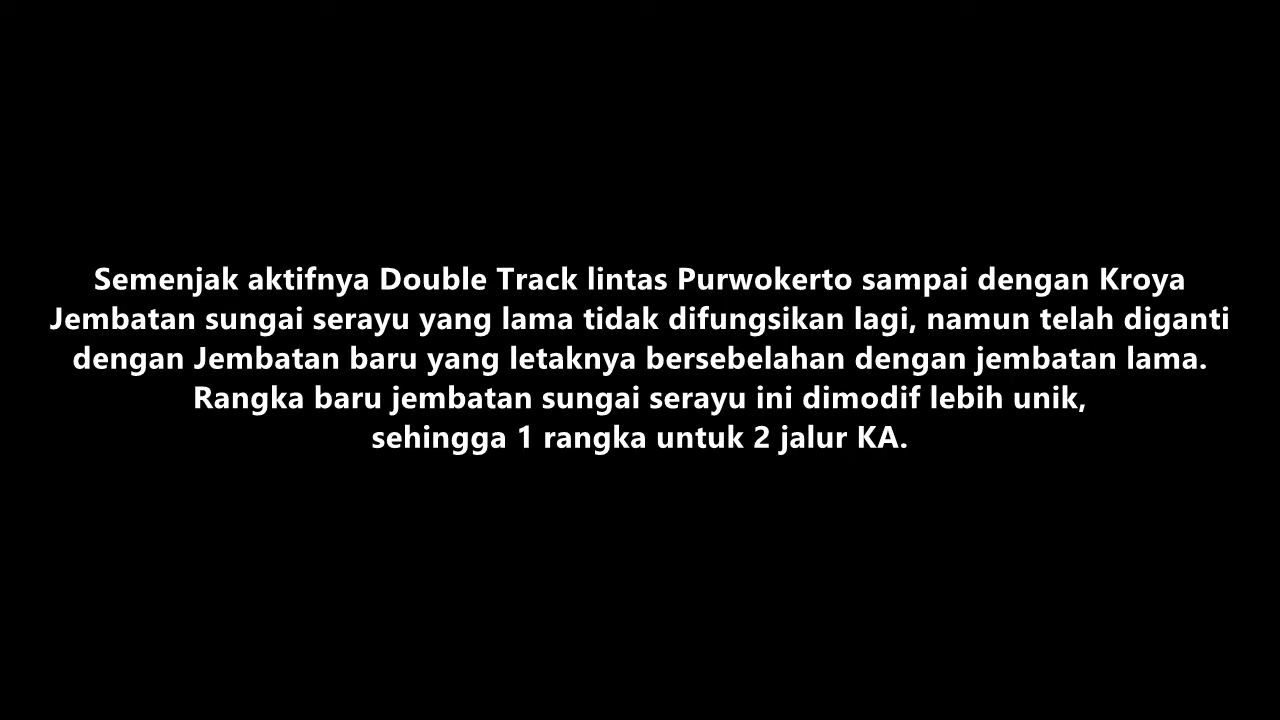 Semenjak aktifnya Double Track lintas Purwokerto sampai dengan Kroya
Jembatan sungai serayu yang lama tidak difungsikan lagi, namun telah diganti
dengan Jembatan baru yang letaknya bersebelahan dengan jembatan lama.
Rangka baru jembatan sungai serayu ini dimodif lebih unik,
sehingga 1 rangka untuk 2 jalur KA.